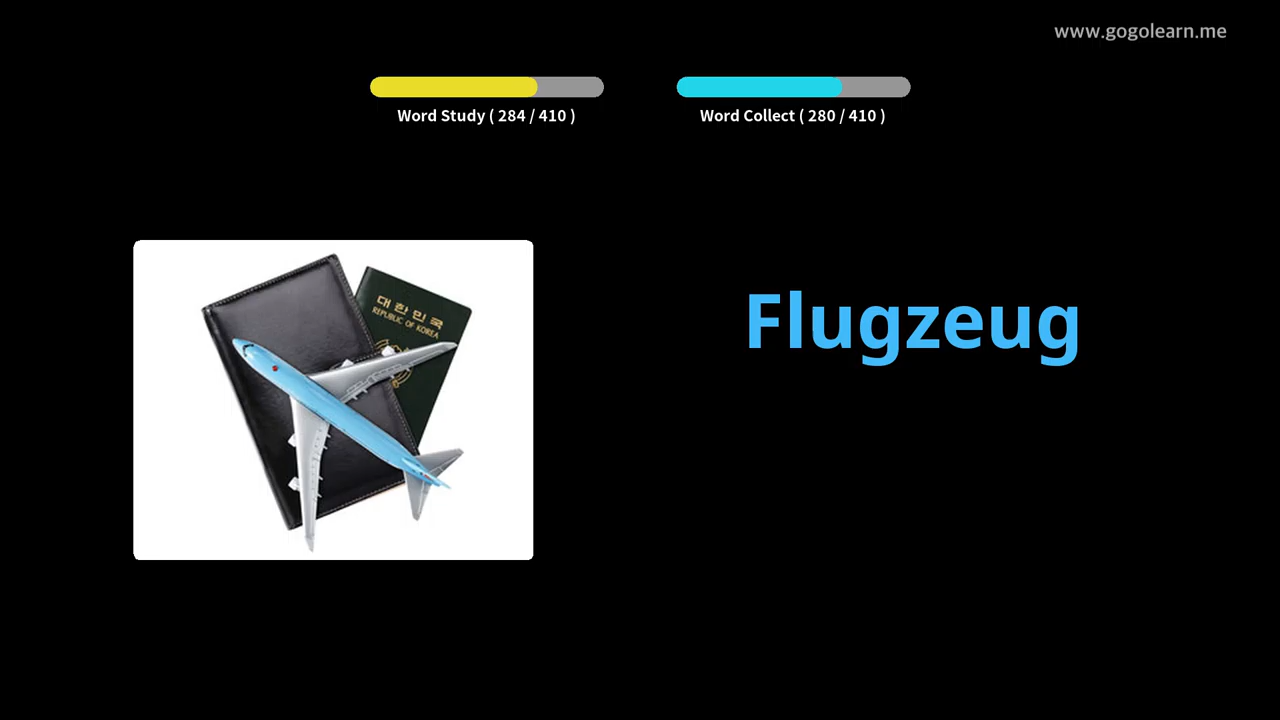 www.gogolearn.me
Word Study ( 284 / 410 )
Word Collect ( 280 / 410 )
대한민국
REPUBLIC OF KOREA
Flugzeug